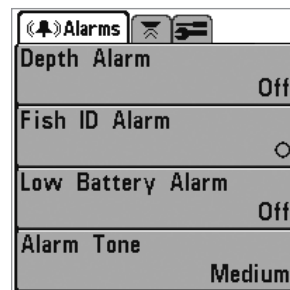 Alarms
Depth Alarm
Off
Fish ID Alarm
Low Battery Alarm
Off
Alarm Tone
Medium